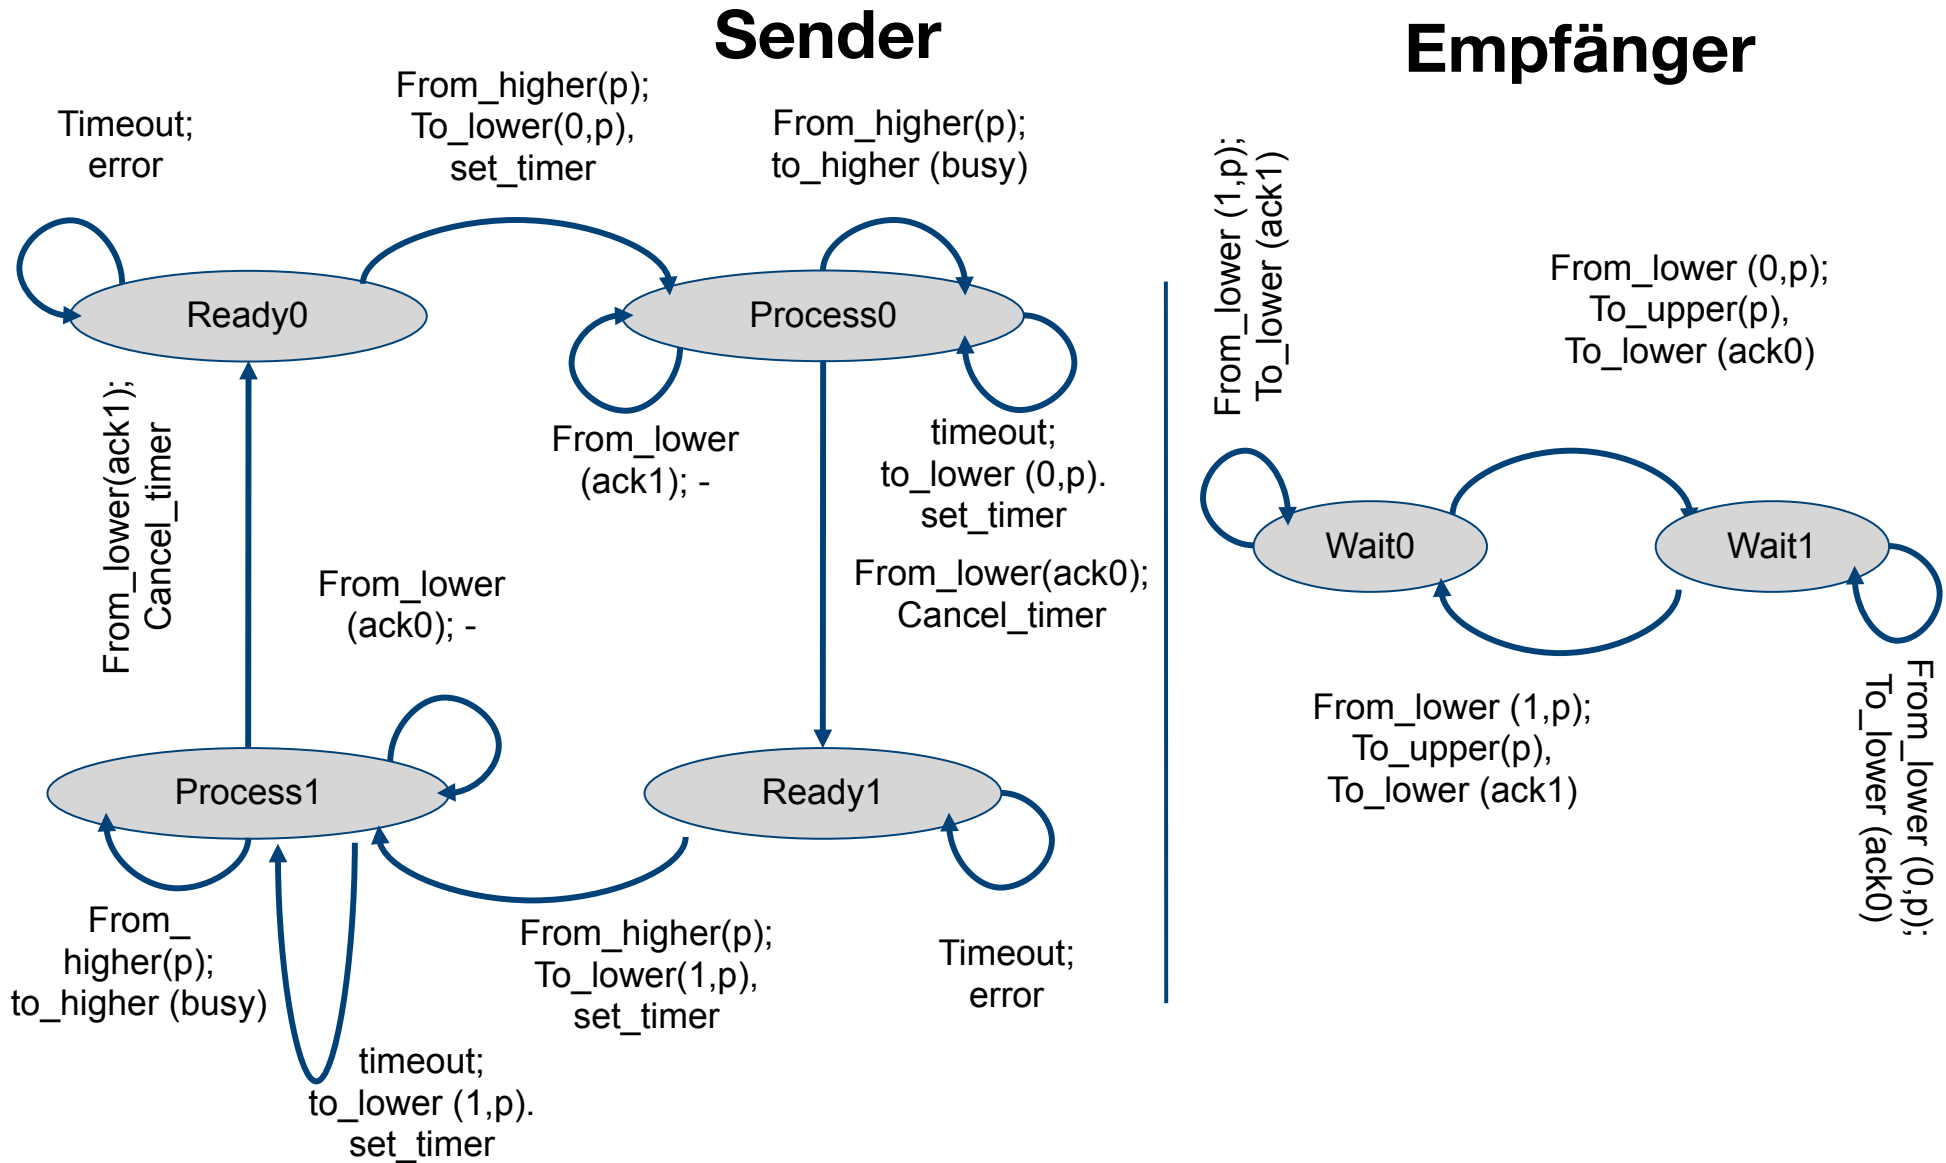 Sender
Empfänger
Timeout;
error
From_higher(p);
To_lower(0,p),
set_timer
From_higher(p);
to_higher (busy)
Ready0
Process0
From_lower
(ack1); -
timeout;
to_lower (0,p).
set_timer
From_lower(ack1);
Cancel_timer
From_lower
(ack0); -
From_lower(ack0);
Cancel_timer
Process1
Ready1
From_
higher(p);
to_higher (busy)
timeout;
to_lower (1,p).
set_timer
From_higher(p);
To_lower(1,p),
set_timer
Timeout;
error
From_lower (1,p);
To_lower (ack1)
From_lower (0,p);
To_upper(p),
To_lower (ack0)
Wait0
Wait1
From_lower (1,p);
To_upper(p),
To_lower (ack1)
From_lower (0,p);
To_lower (ack0)